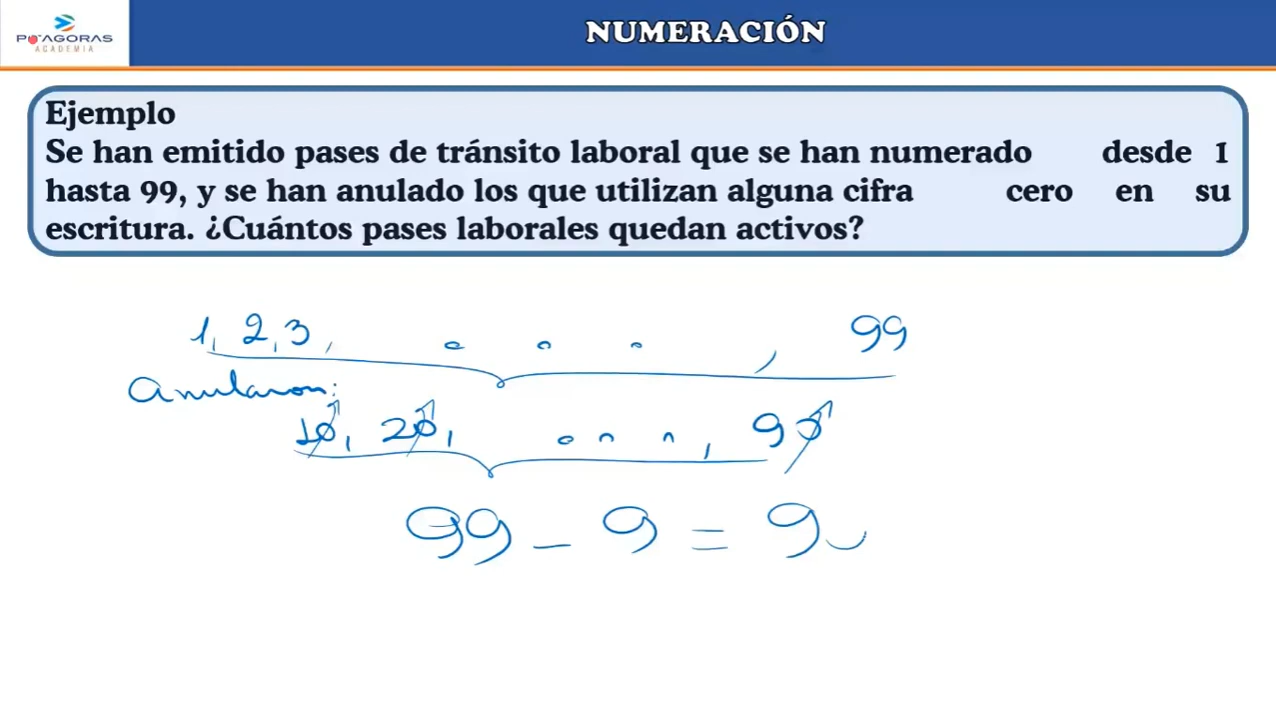 PITAGORAS
ACADEMIA
NUMERACIÓN
Ejemplo
Se han emitido pases de tránsito laboral que se han numerado desde 1
hasta 99, y se han anulado los que utilizan alguna cifra cero en su
escritura. ¿Cuántos pases laborales quedan activos?
1, 2, 3, . . . , 99
Anularon:
10, 20, . . . , 90
99 - 9 = 9